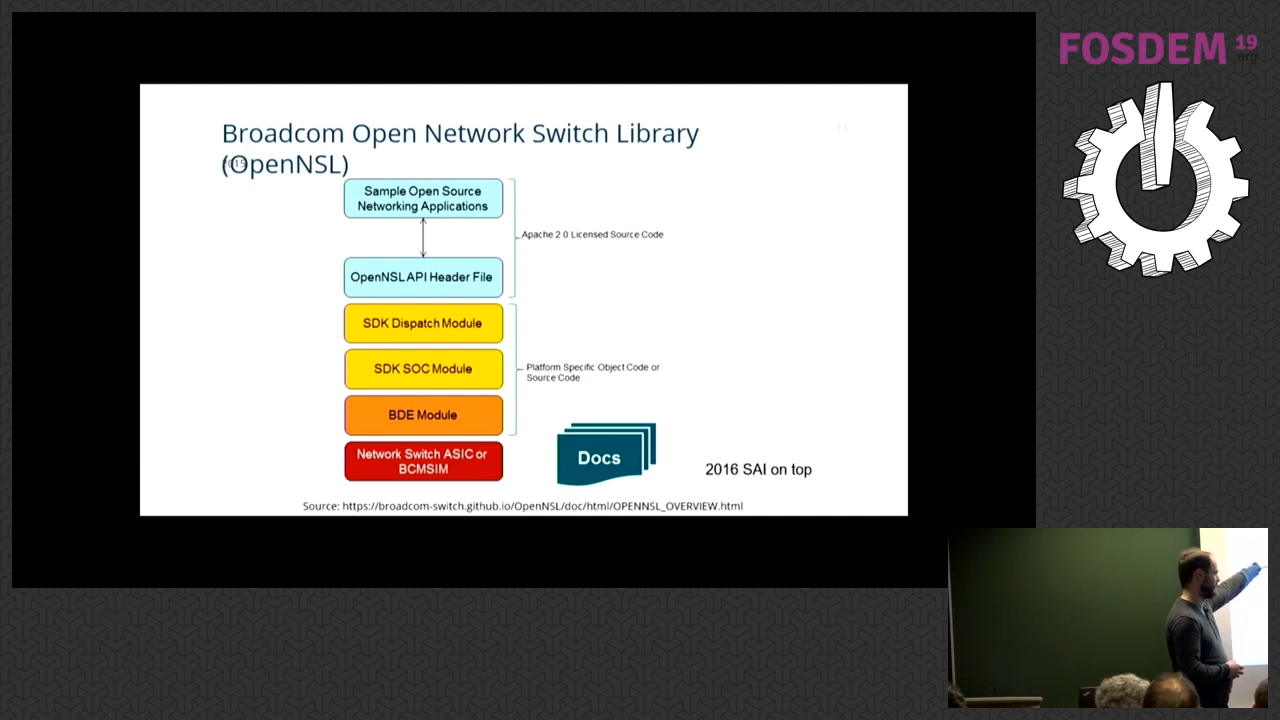 FOSDEM 19
.org
Broadcom Open Network Switch Library
(OpenNSL)
2015
11
Sample Open Source
Networking Applications
Apache 2 0 Licensed Source Code
OpenNSL API Header File
SDK Dispatch Module
SDK SOC Module
Platform Specific Object Code or
Source Code
BDE Module
Network Switch ASIC or
BCMSIM
Docs
2016 SAI on top
Source: https://broadcom-switch.github.io/OpenNSL/doc/html/OPENNSL_OVERVIEW.html